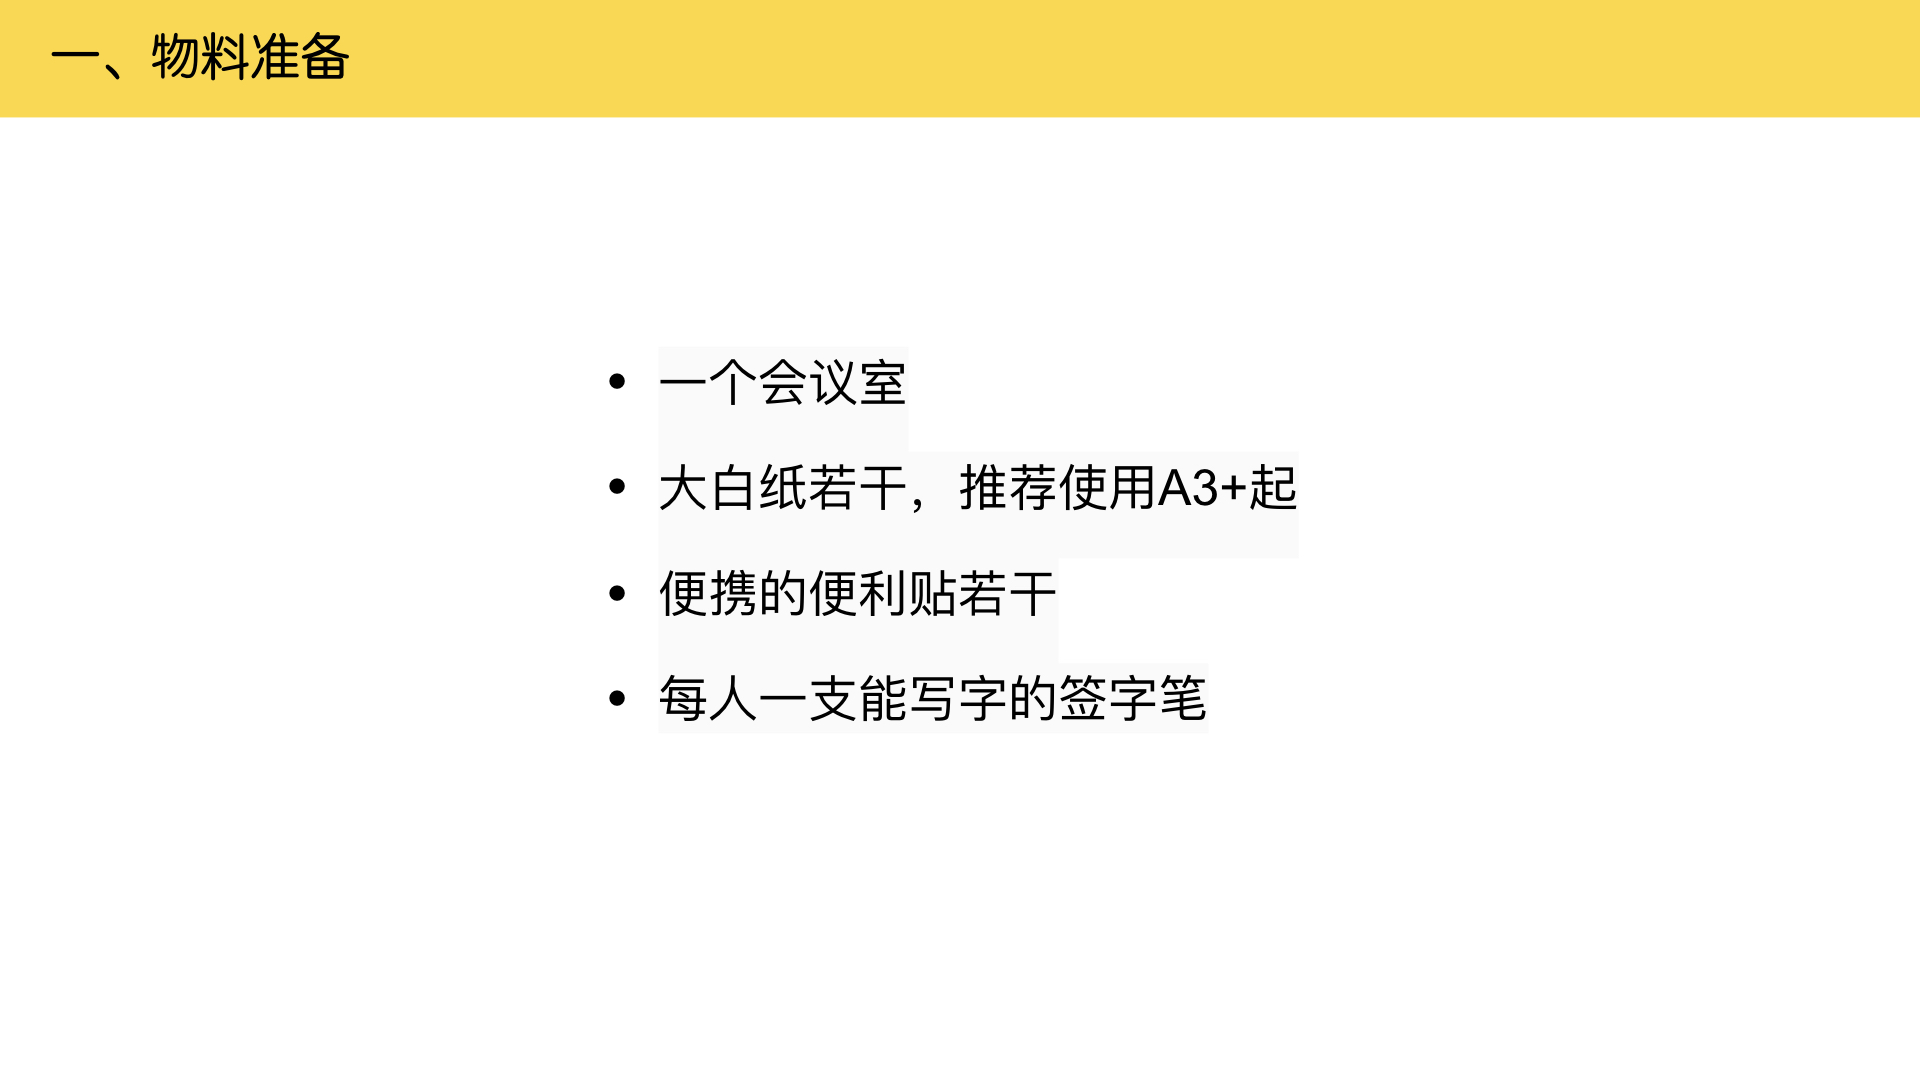 一、物料准备
• 一个会议室
• 大白纸若干，推荐使用A3+起
• 便携的便利贴若干
• 每人一支能写字的签字笔